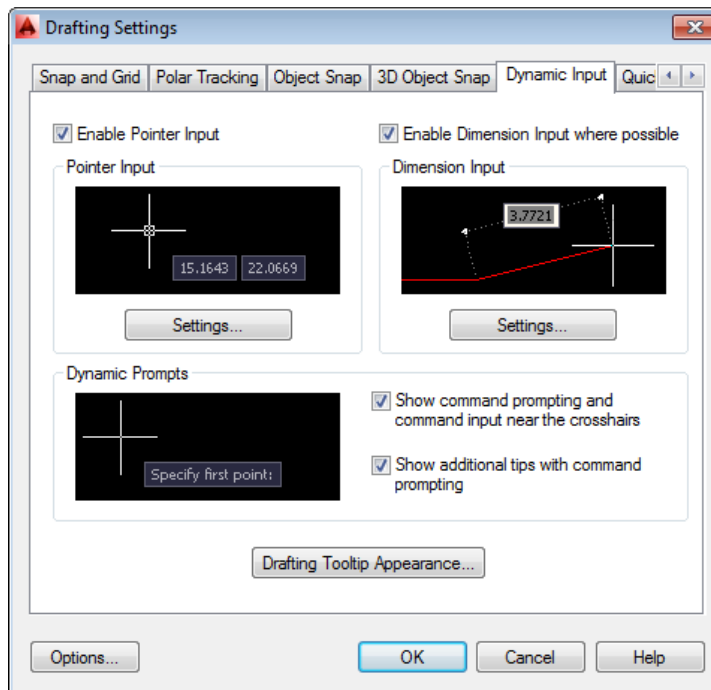 Drafting Settings
Snap and Grid Polar Tracking Object Snap 3D Object Snap Dynamic Input Quic
Enable Pointer Input
Enable Dimension Input where possible
Pointer Input
Dimension Input
15.1643 22.0669
3.7721
Settings...
Settings...
Dynamic Prompts
Specify first point:
Show command prompting and
command input near the crosshairs
Show additional tips with command
prompting
Drafting Tooltip Appearance...
Options...
OK
Cancel
Help